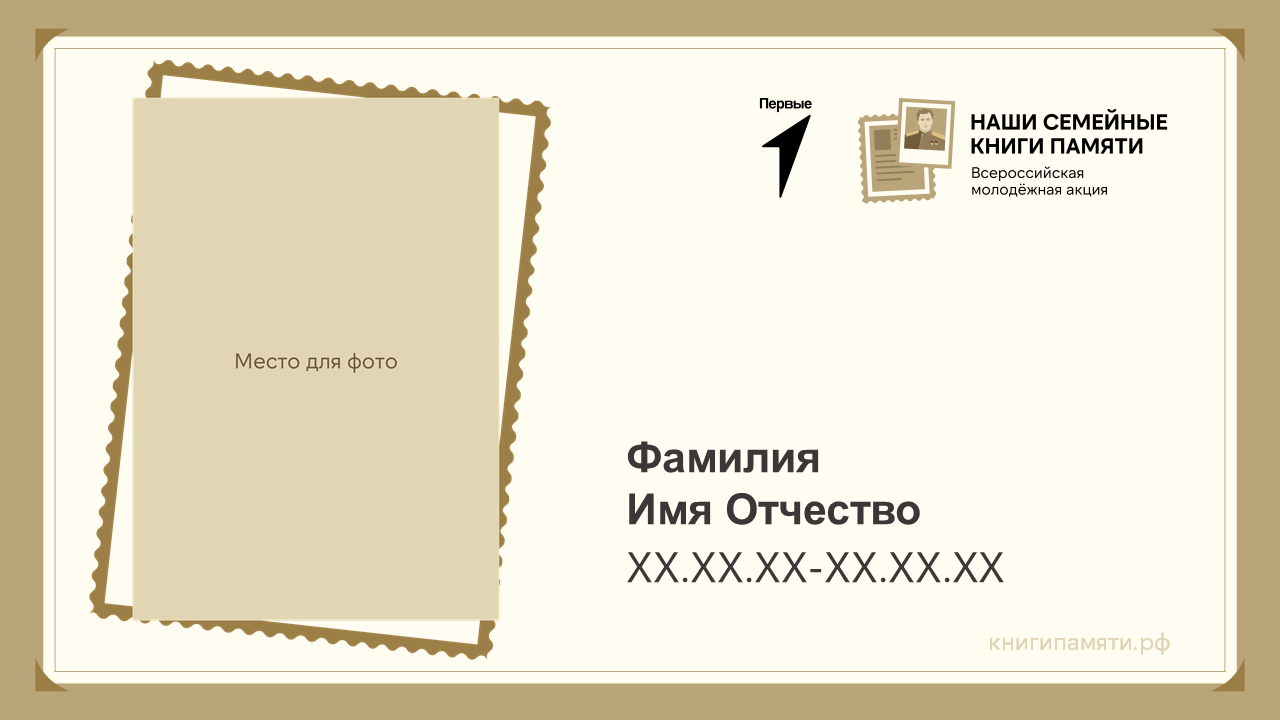 Первые
НАШИ СЕМЕЙНЫЕ
КНИГИ ПАМЯТИ
Всероссийская
молодёжная акция
Место для фото
Фамилия
Имя Отчество
XX.XX.XX-XX.XX.XX
книгипамяти.рф